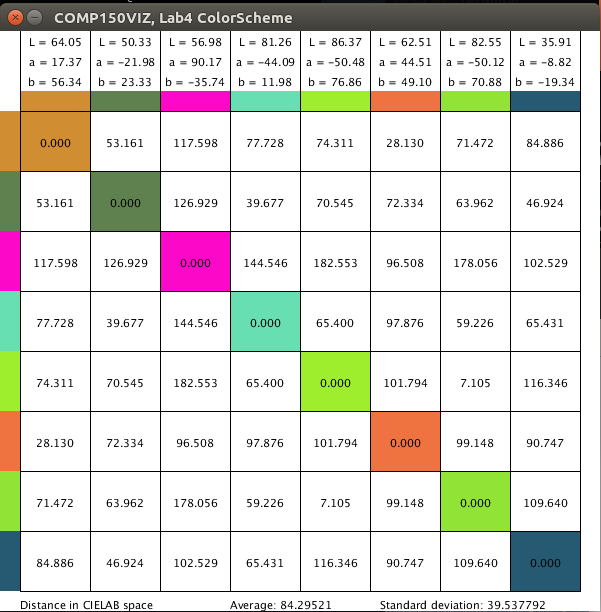 COMP150VIZ, Lab4 ColorScheme
L = 64.05 L = 50.33 L = 56.98 L = 81.26 L = 86.37 L = 62.51 L = 82.55 L = 35.91
a = 17.37 a = −21.98 a = 90.17 a = −44.09 a = −50.48 a = 44.51 a = −50.12 a = −8.82
b = 56.34 b = 23.33 b = −35.74 b = 11.98 b = 76.86 b = 49.10 b = 70.88 b = −19.34
0.000 53.161 117.598 77.728 74.311 28.130 71.472 84.886
53.161 0.000 126.929 39.677 70.545 72.334 63.962 46.924
117.598 126.929 0.000 144.546 182.553 96.508 178.056 102.529
77.728 39.677 144.546 0.000 65.400 97.876 59.226 65.431
74.311 70.545 182.553 65.400 0.000 101.794 7.105 116.346
28.130 72.334 96.508 97.876 101.794 0.000 99.148 90.747
71.472 63.962 178.056 59.226 7.105 99.148 0.000 109.640
84.886 46.924 102.529 65.431 116.346 90.747 109.640 0.000
Distance in CIELAB space Average: 84.29521 Standard deviation: 39.537792